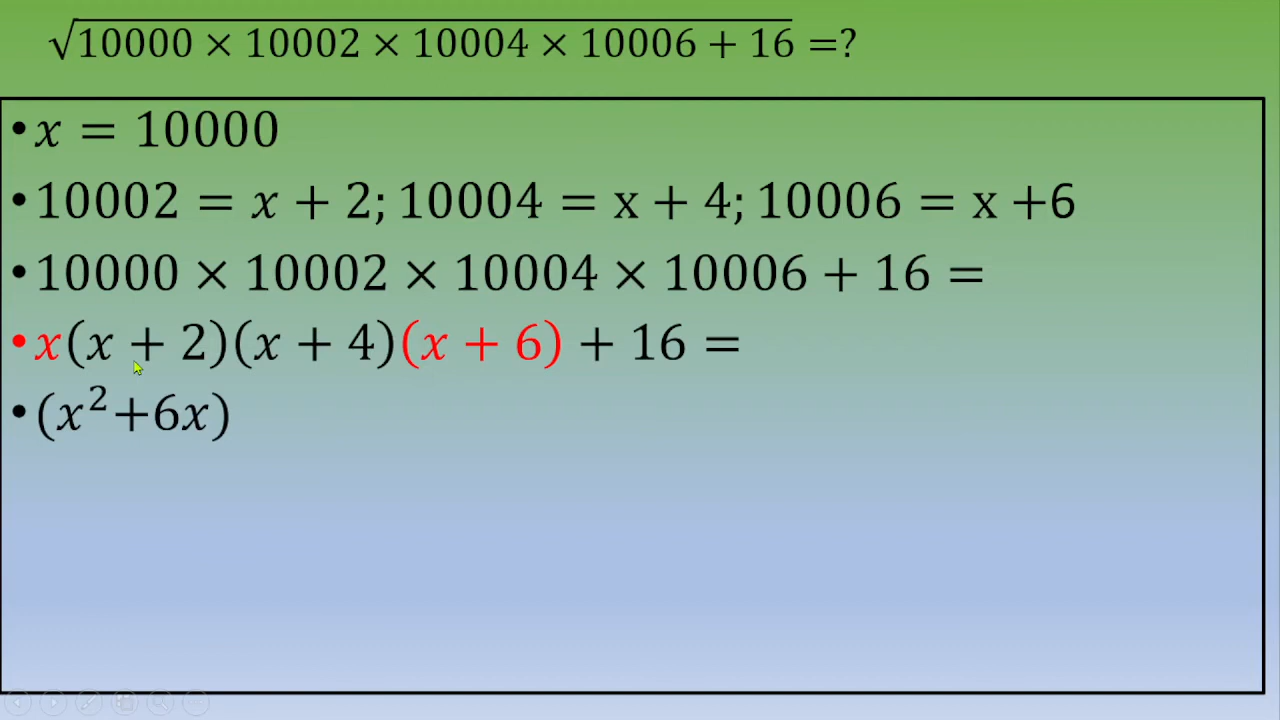 √10000 × 10002 × 10004 × 10006 + 16 =?
•x = 10000
•10002 = x + 2; 10004 = x + 4; 10006 = x +6
•10000 × 10002 × 10004 × 10006 + 16 =
•x(x + 2)(x + 4)(x + 6) + 16 =
•(x²+6x)